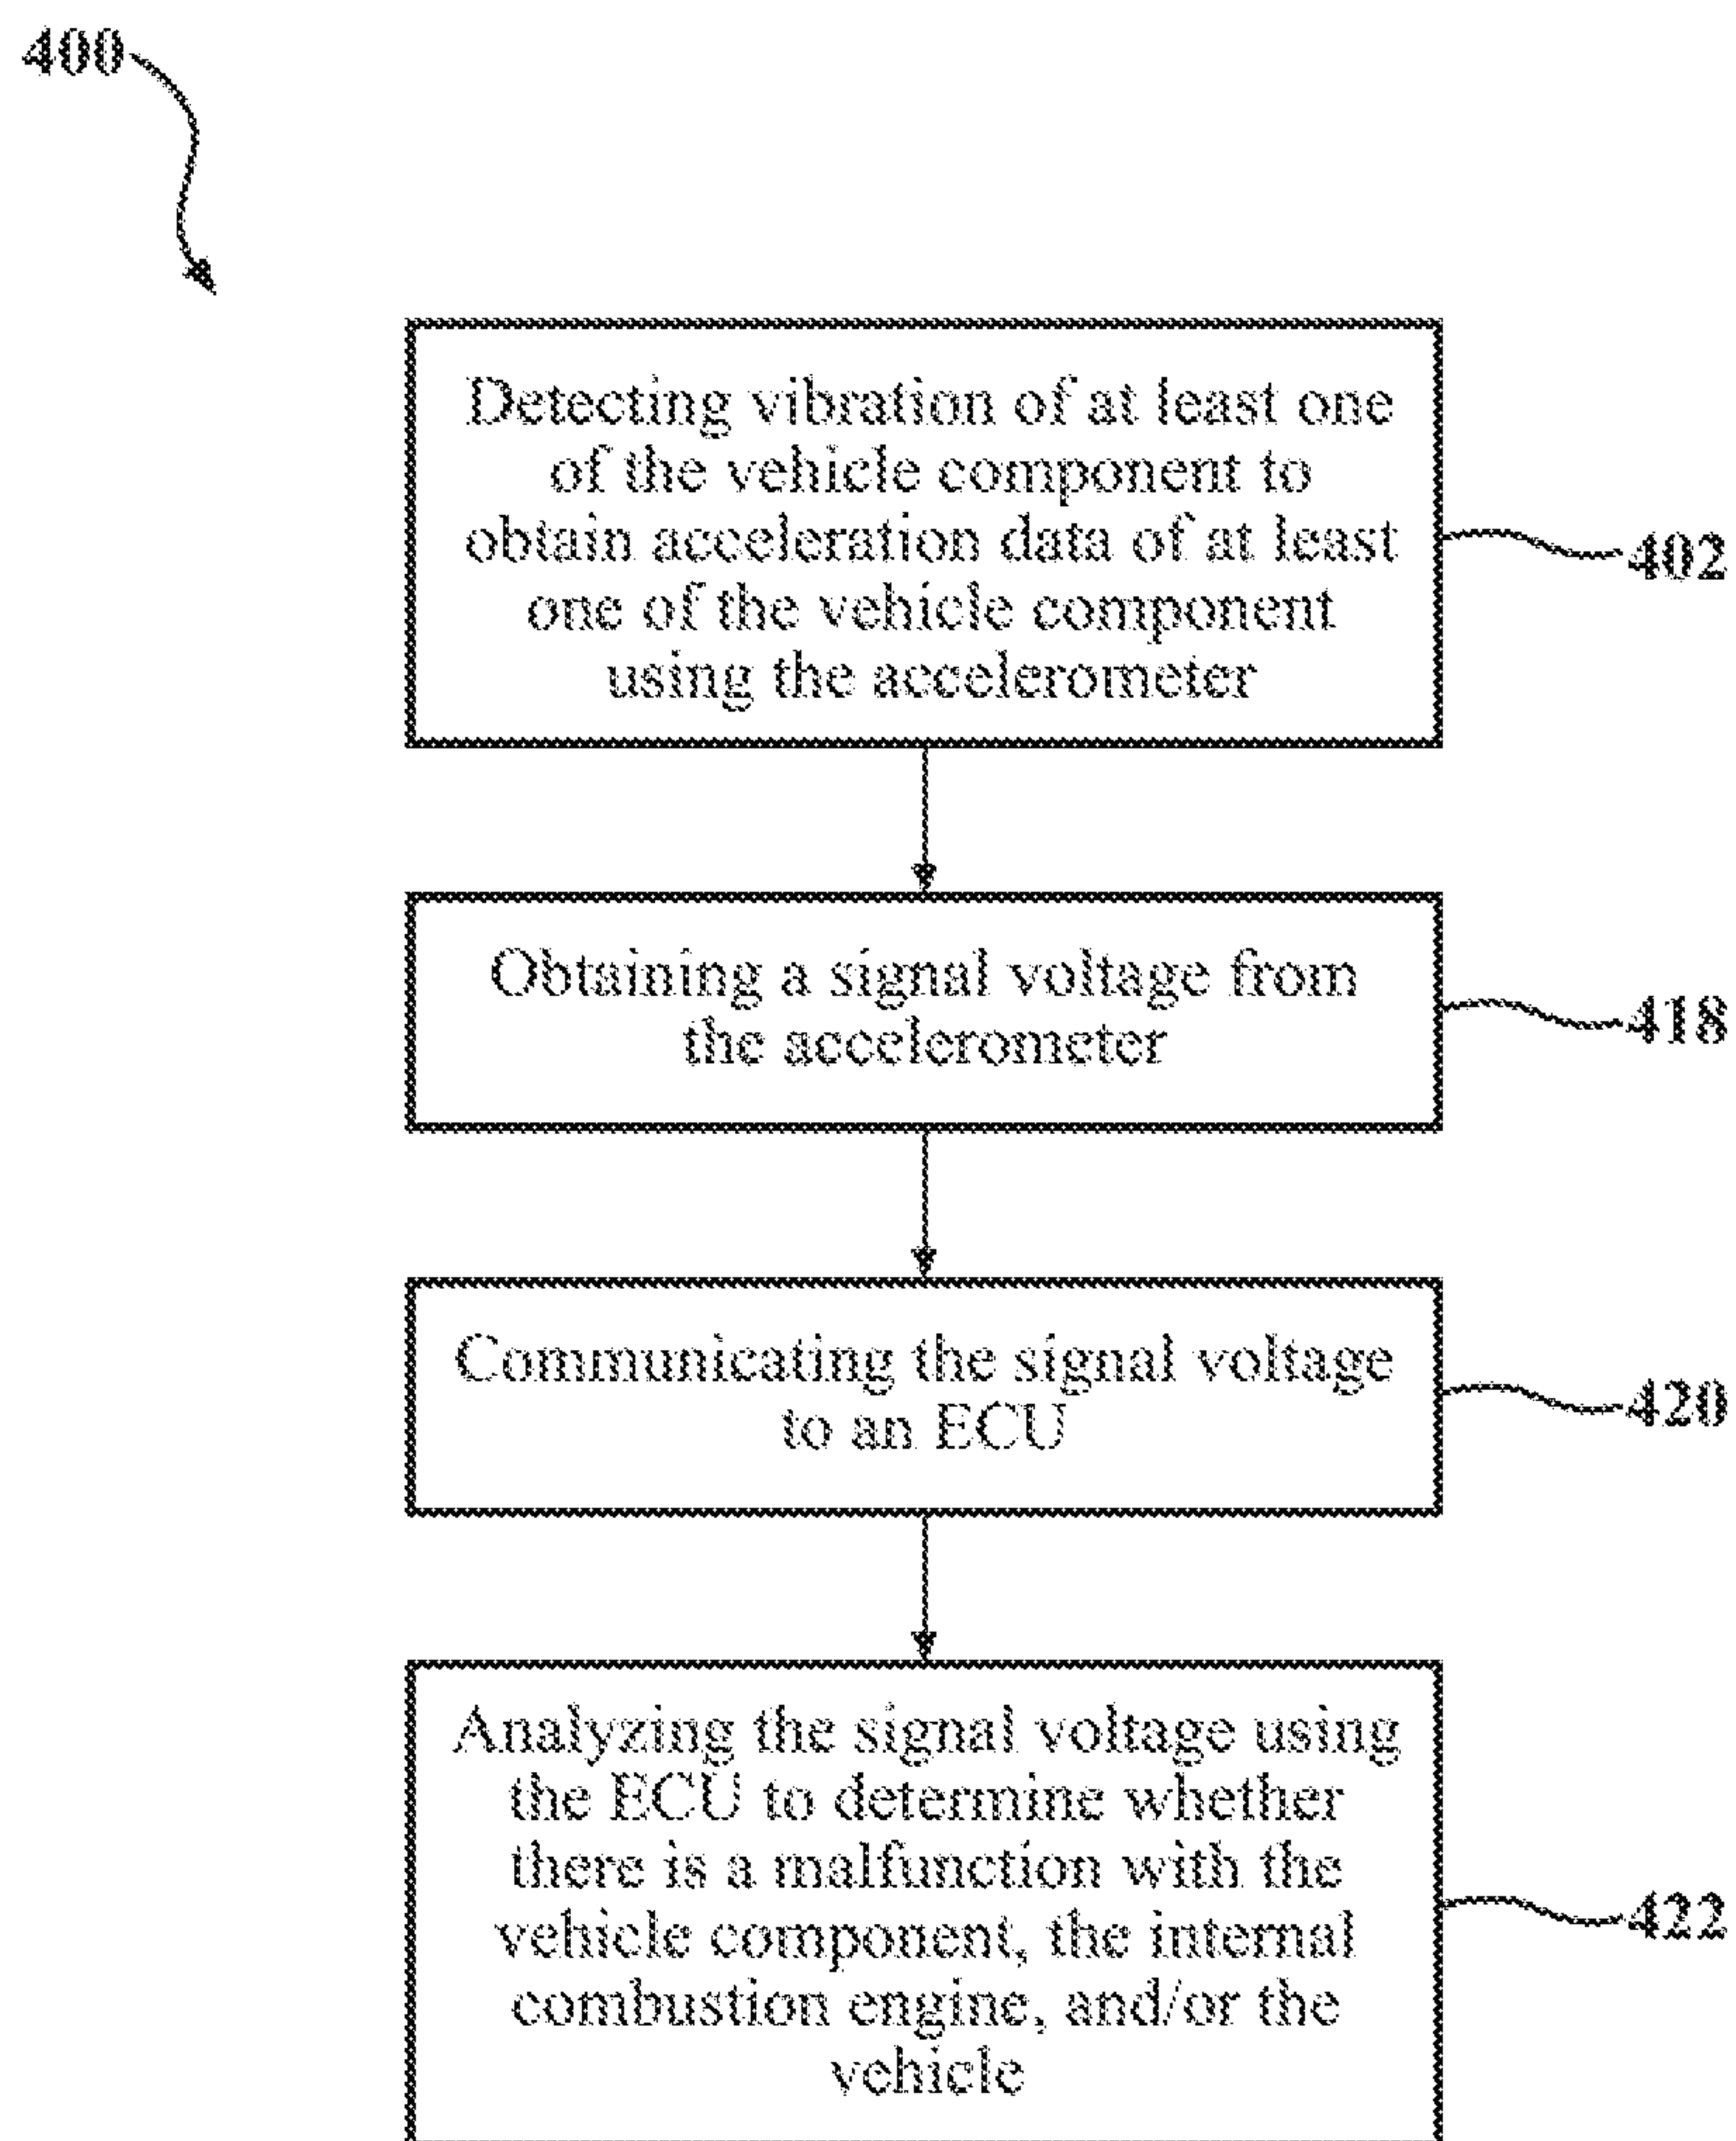 400
Detecting vibration of at least one
of the vehicle component to
obtain acceleration data of at least
one of the vehicle component
using the accelerometer
402
Obtaining a signal voltage from
the accelerometer
418
Communicating the signal voltage
to an ECU
420
Analyzing the signal voltage using
the ECU to determine whether
there is a malfunction with the
vehicle component, the internal
combustion engine, and/or the
vehicle
422